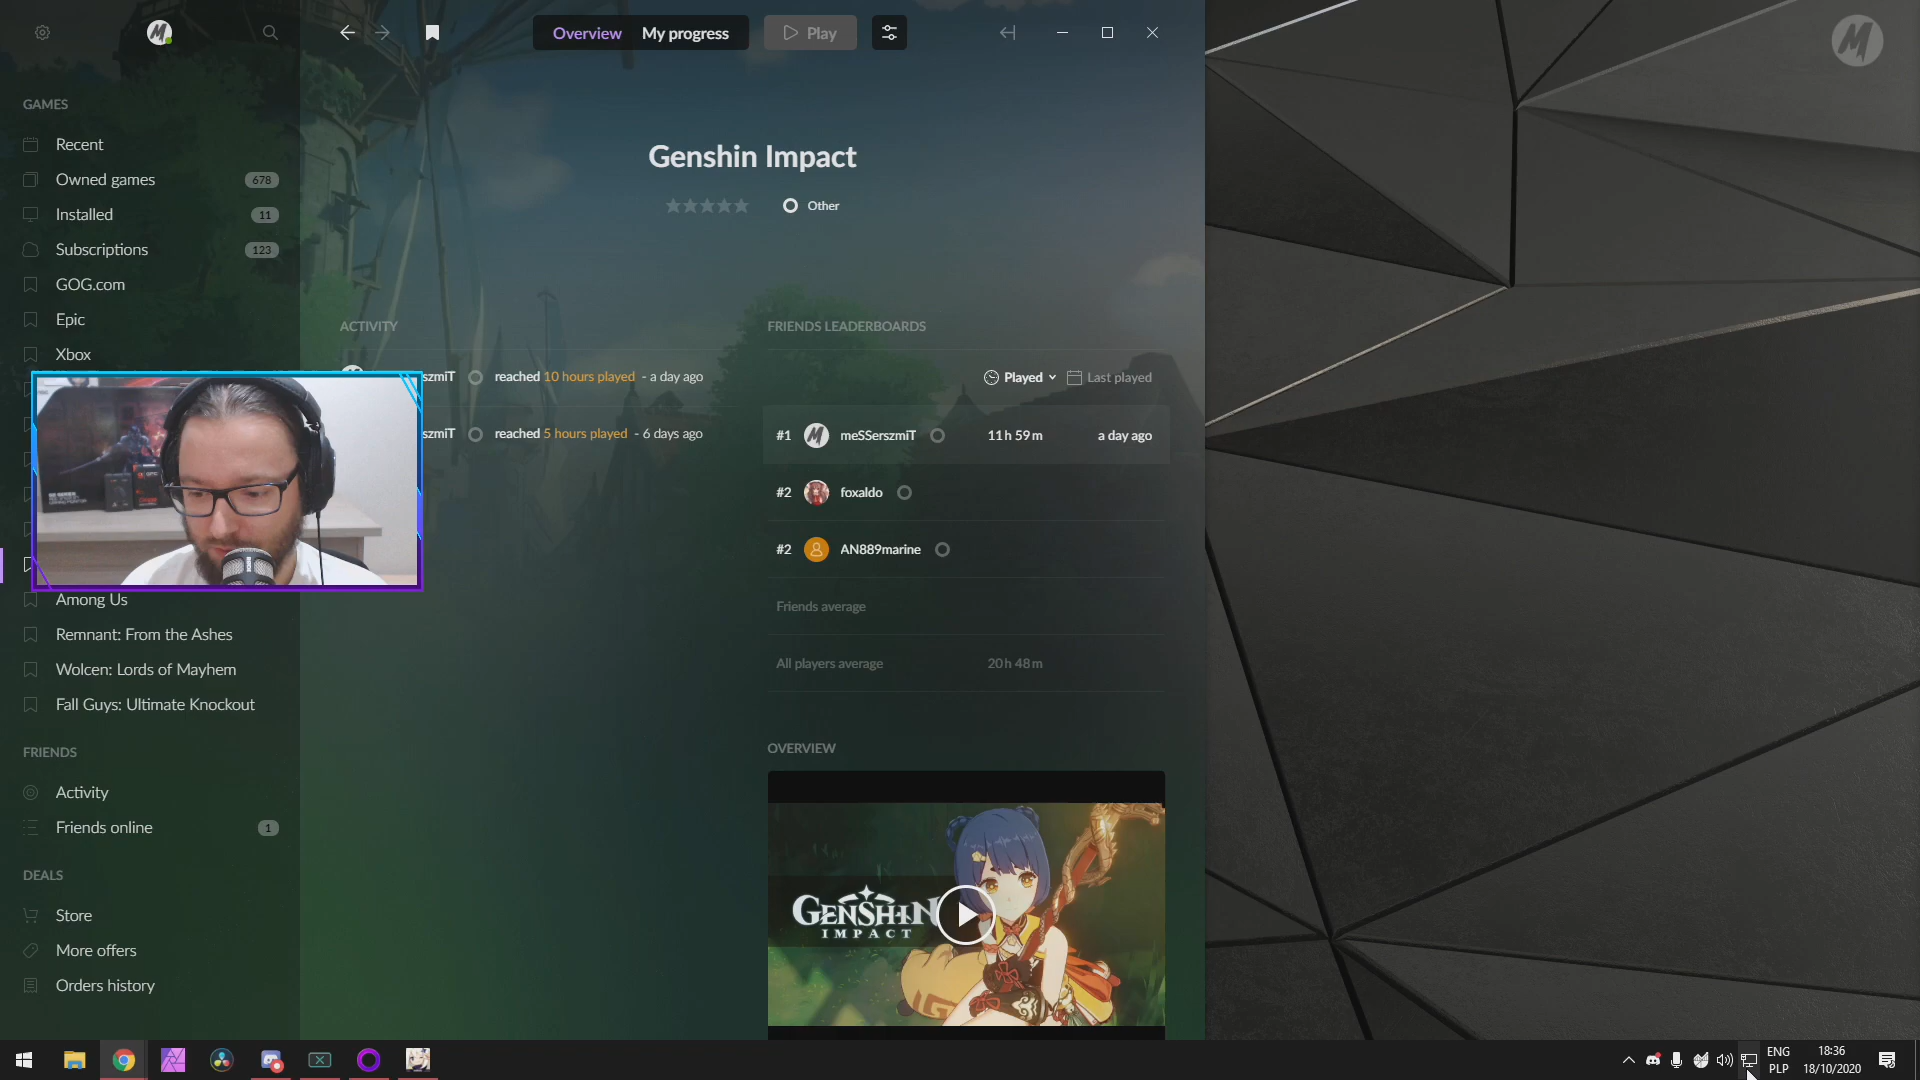 Overview
My progress
Play
GAMES
Recent
Owned games 678
Installed 11
Subscriptions 123
GOG.com
Epic
Xbox
Among Us
Remnant: From the Ashes
Wolcen: Lords of Mayhem
Fall Guys: Ultimate Knockout
FRIENDS
Activity
Friends online 1
DEALS
Store
More offers
Orders history
Genshin Impact
Other
ACTIVITY
szmiT reached 10 hours played - a day ago
szmiT reached 5 hours played - 6 days ago
FRIENDS LEADERBOARDS
Played Last played
#1 meSSerszmiT 11h 59m a day ago
#2 foxaldo
#2 AN889marine
Friends average
All players average 20h 48m
OVERVIEW
GENSHIN
IMPACT
ENG
PLP
18:36
18/10/2020